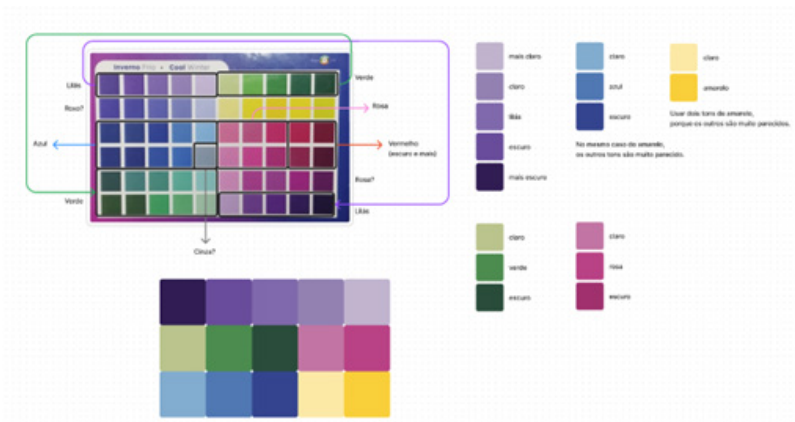 Inverno Frio • Cool Winter
Lilás
Verde
Roxo?
Rosa
Azul
Vermelho
(escuro e mais)
Rosa?
Verde
Lilás
Cinza?
mais claro
claro
lilás
escuro
mais escuro
claro
azul
escuro
No mesmo caso do amarelo,
os outros tons são muito parecidos.
claro
amarelo
Usar dois tons de amarelo,
porque os outros são muito parecidos.
claro
verde
escuro
claro
rosa
escuro